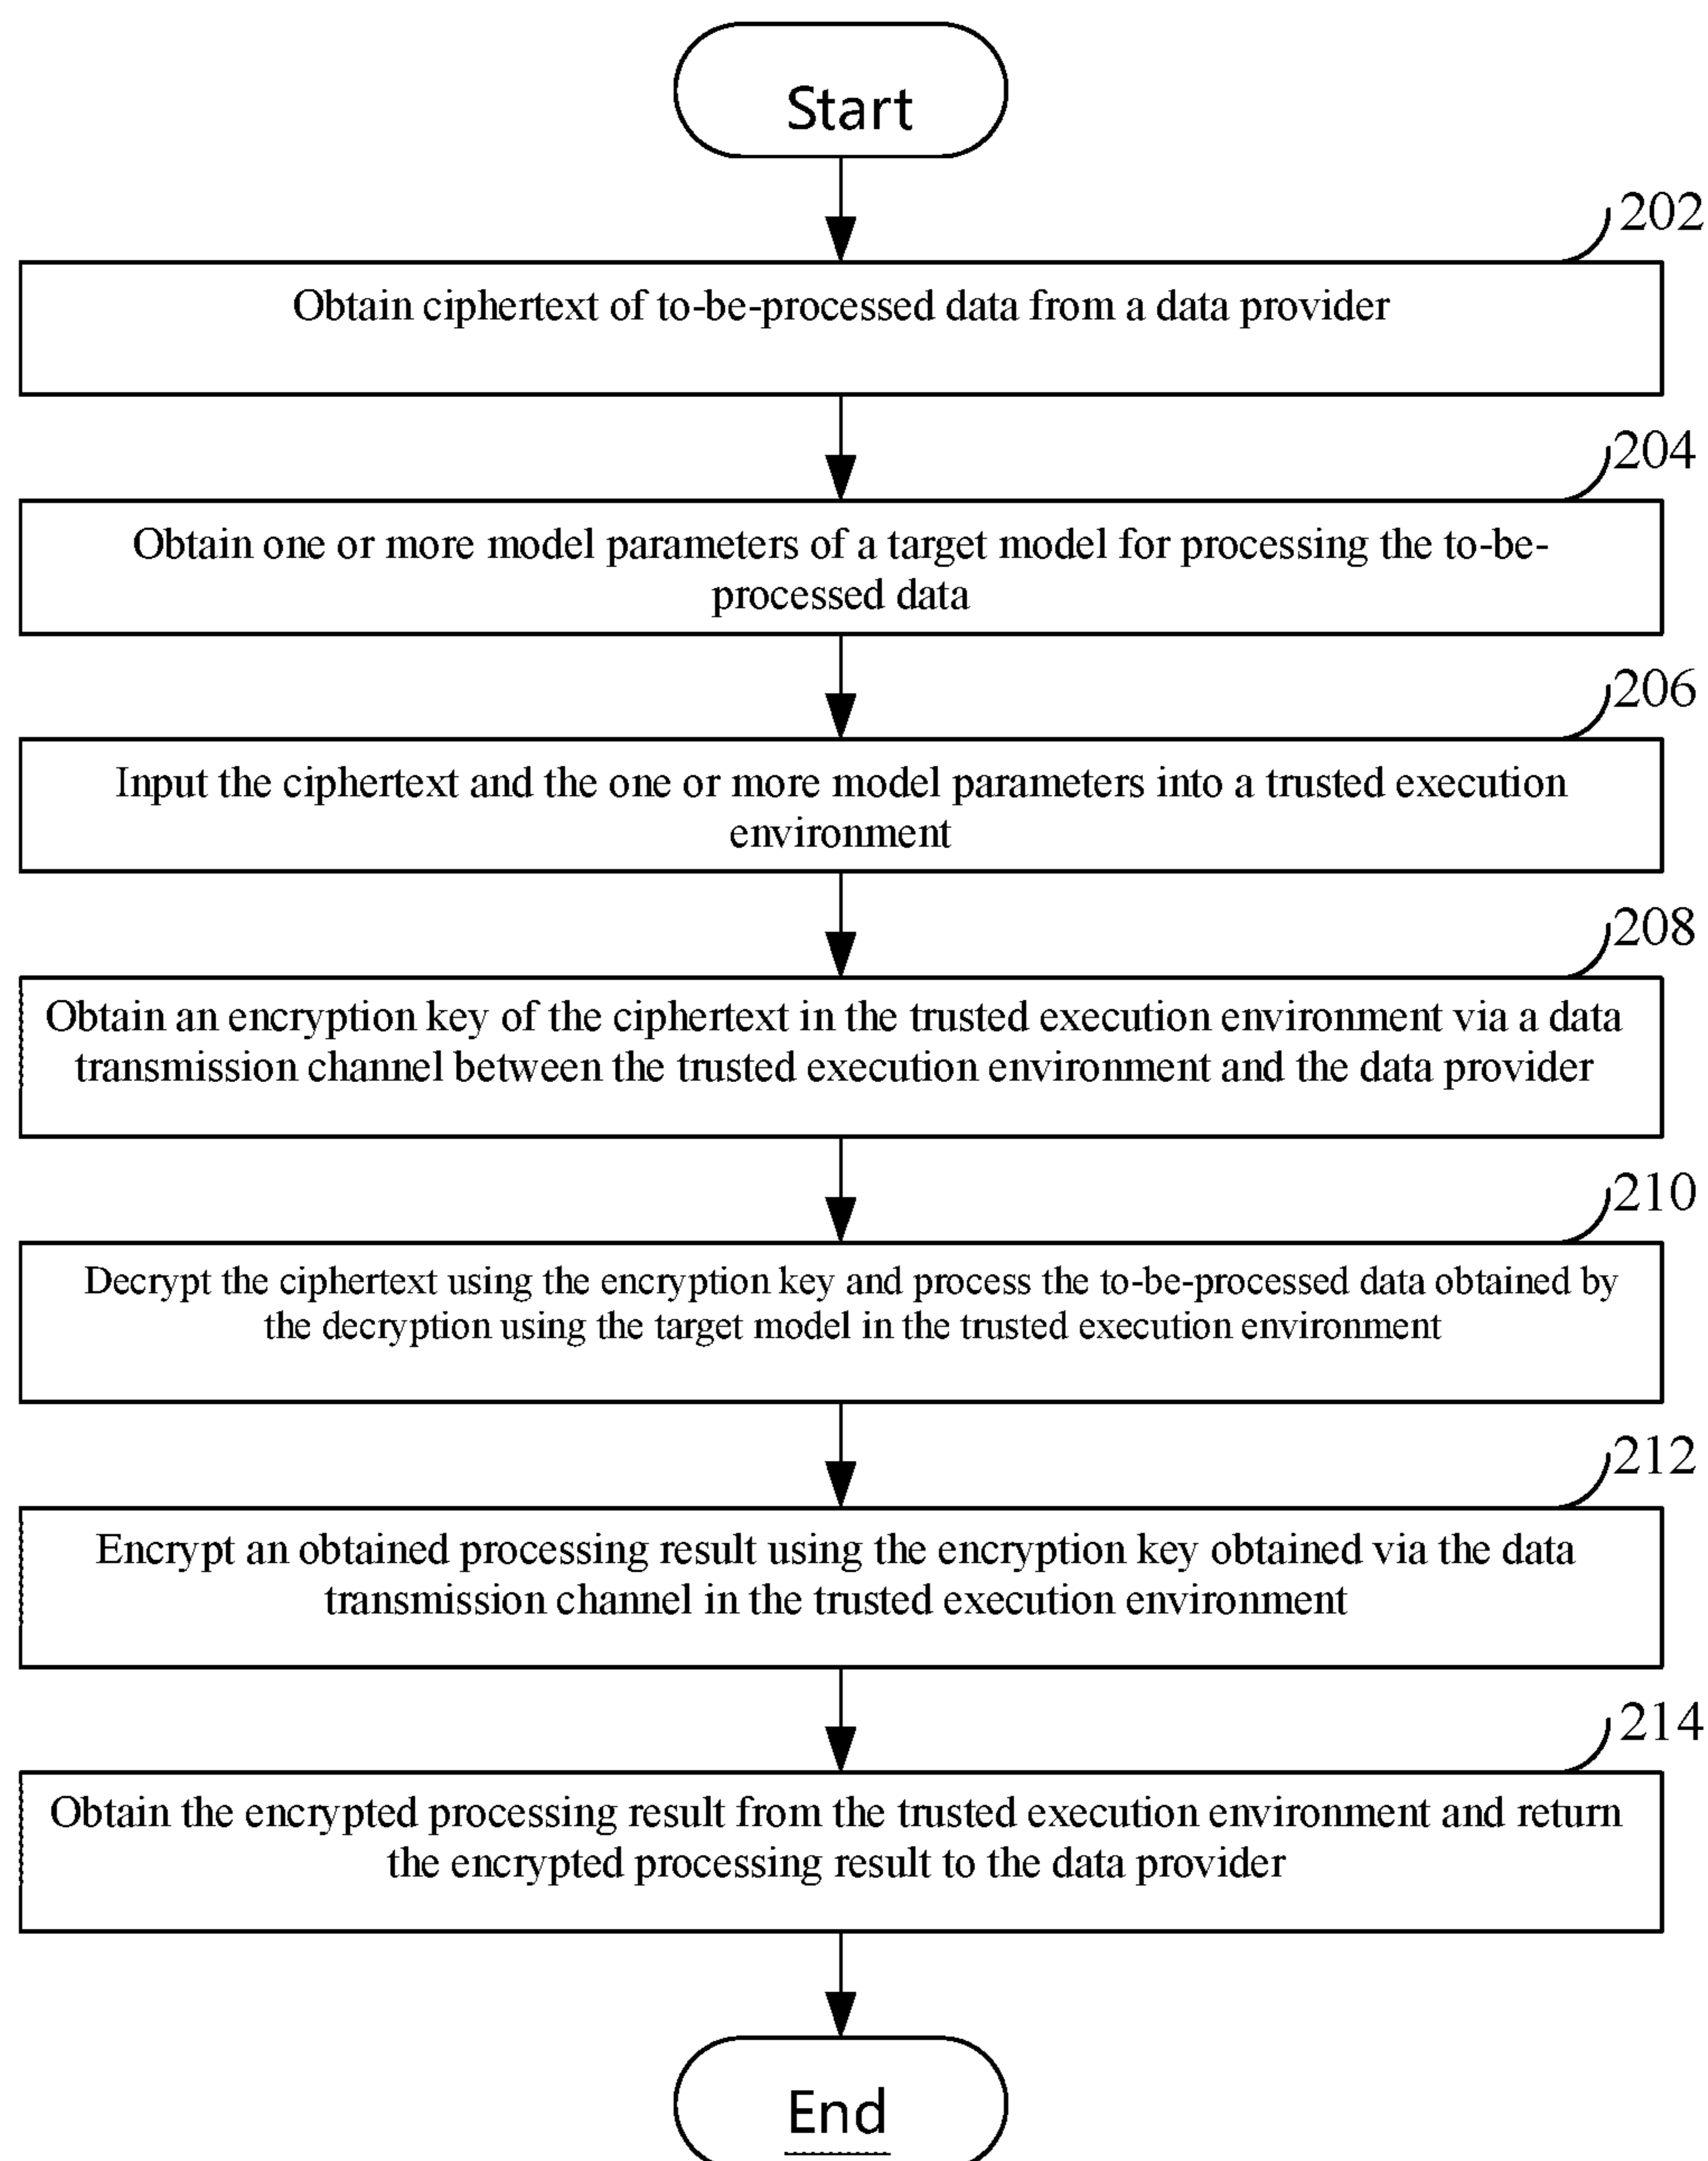 Start
202
Obtain ciphertext of to-be-processed data from a data provider
204
Obtain one or more model parameters of a target model for processing the to-be-
processed data
206
Input the ciphertext and the one or more model parameters into a trusted execution
environment
208
Obtain an encryption key of the ciphertext in the trusted execution environment via a data
transmission channel between the trusted execution environment and the data provider
210
Decrypt the ciphertext using the encryption key and process the to-be-processed data obtained by
the decryption using the target model in the trusted execution environment
212
Encrypt an obtained processing result using the encryption key obtained via the data
transmission channel in the trusted execution environment
214
Obtain the encrypted processing result from the trusted execution environment and return
the encrypted processing result to the data provider
End